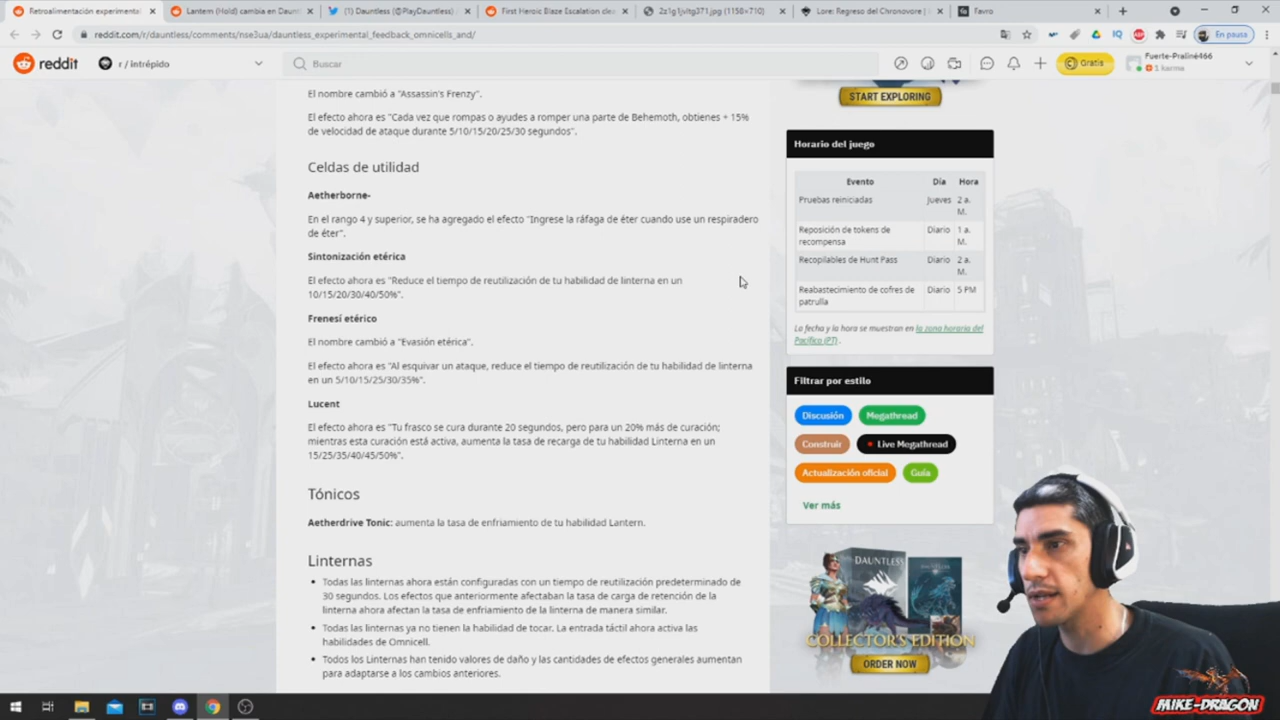 Retroalimentación experimental
Lantern (Hold) cambia en Daunt
(1) Dauntless (@PlayDauntless) /
First Heroic Blaze Escalation clea
2z1g1jvltg371.jpg (1158×710)
Lore: Regreso del Chronovore |
Favro
reddit.com/r/dauntless/comments/nse3ua/dauntless_experimental_feedback_omnicells_and/
En pausa
reddit
r / intrépido
Buscar
Gratis
Fuerte-Praliné466
1 karma
El nombre cambió a "Assassin's Frenzy".
El efecto ahora es "Cada vez que rompas o ayudes a romper una parte de Behemoth, obtienes + 15%
de velocidad de ataque durante 5/10/15/20/25/30 segundos".
Celdas de utilidad
Aetherborne-
En el rango 4 y superior, se ha agregado el efecto "Ingrese la ráfaga de éter cuando use un respiradero
de éter".
Sintonización etérica
El efecto ahora es "Reduce el tiempo de reutilización de tu habilidad de linterna en un
10/15/20/30/40/50%".
Frenesí etérico
El nombre cambió a "Evasión etérica".
El efecto ahora es "Al esquivar un ataque, reduce el tiempo de reutilización de tu habilidad de linterna
en un 5/10/15/25/30/35%".
Lucent
El efecto ahora es "Tu frasco se cura durante 20 segundos, pero para un 20% más de curación;
mientras esta curación está activa, aumenta la tasa de recarga de tu habilidad Linterna en un
15/25/35/40/45/50%".
Tónicos
Aetherdrive Tonic: aumenta la tasa de enfriamiento de tu habilidad Lantern.
Linternas
Todas las linternas ahora están configuradas con un tiempo de reutilización predeterminado de
30 segundos. Los efectos que anteriormente afectaban la tasa de carga de retención de la
linterna ahora afectan la tasa de enfriamiento de la linterna de manera similar.
Todas las linternas ya no tienen la habilidad de tocar. La entrada táctil ahora activa las
habilidades de Omnicell.
Todos los Linternas han tenido valores de daño y las cantidades de efectos generales aumentan
para adaptarse a los cambios anteriores.
START EXPLORING
Horario del juego
Evento Día Hora
Pruebas reiniciadas Jueves 2 a.
M.
Reposición de tokens de Diario 1 a.
recompensa M.
Recopilables de Hunt Pass Diario 2 a.
M.
Reabastecimiento de cofres de Diario 5 PM
patrulla
La fecha y la hora se muestran en la zona horaria del
Pacífico (PT) .
Filtrar por estilo
Discusión Megathread
Construir Live Megathread
Actualización oficial Guía
Ver más
DAUNTLESS
COLLECTOR'S EDITION
ORDER NOW
MIKE-DRAGON